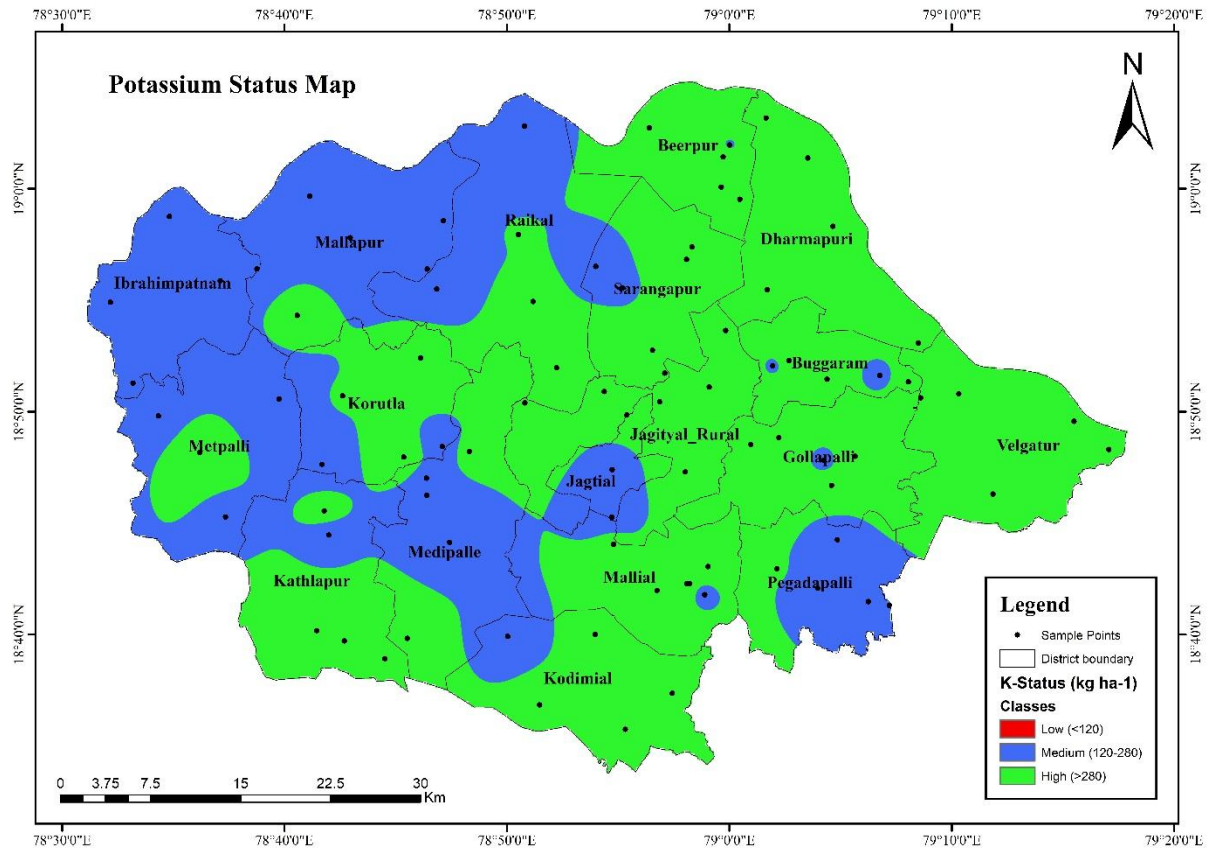 78°30'0"E 78°40'0"E 78°50'0"E 79°0'0"E 79°10'0"E 79°20'0"E
Potassium Status Map
N
Beerpur
19°0'0"N 19°0'0"N
Raikal
Mallapur
Dharmapuri
Ibrahimpatnam
Sarangapur
Buggaram
Korutla
18°50'0"N 18°50'0"N
Metpalli
Jagityal_Rural
Velgatur
Gollapalli
Jagtial
Medipalle
Kathlapur
Mallial
Pegadapalli
18°40'0"N 18°40'0"N
Kodimial
Legend
Sample Points
District boundary
K-Status (kg ha-1)
Classes
Low (<120)
Medium (120-280)
High (>280)
0 3.75 7.5 15 22.5 30
Km
78°30'0"E 78°40'0"E 78°50'0"E 79°0'0"E 79°10'0"E 79°20'0"E